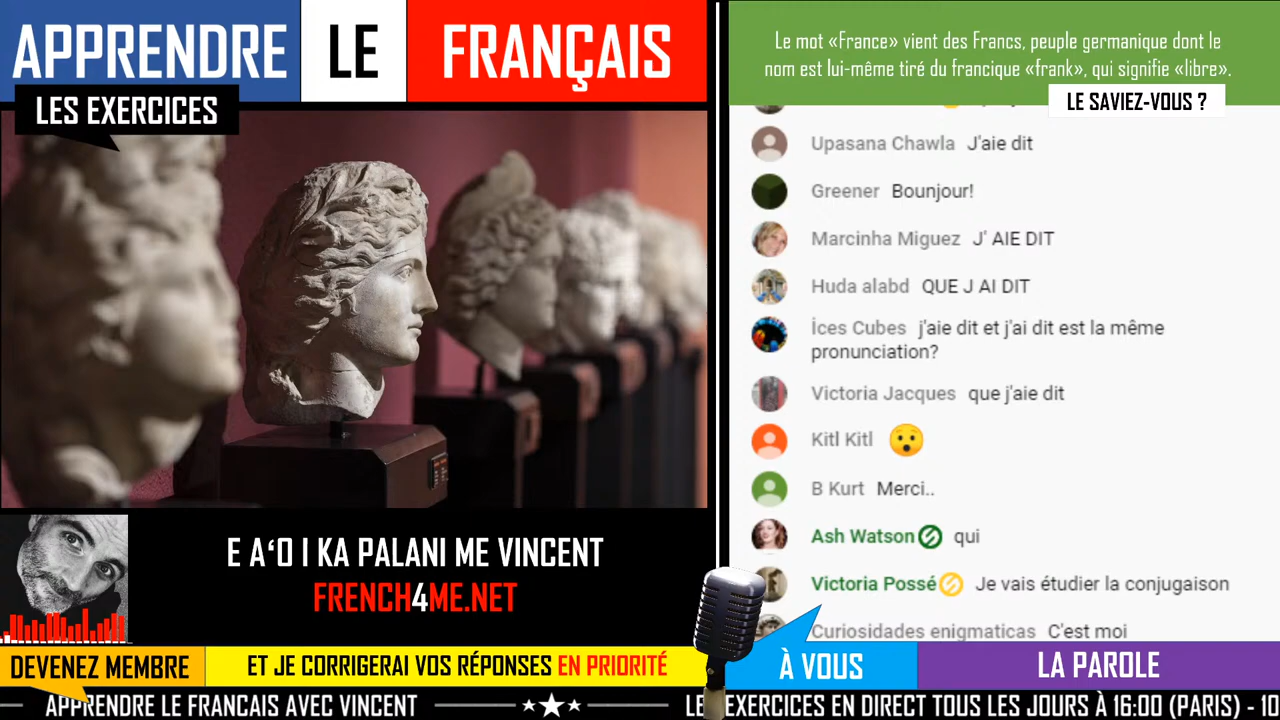 APPRENDRE LE FRANÇAIS
LES EXERCICES
Le mot «France» vient des Francs, peuple germanique dont le
nom est lui-même tiré du francique «frank», qui signifie «libre».
LE SAVIEZ-VOUS ?
Upasana Chawla J'aie dit
Greener Bounjour!
Marcinha Miguez J' AIE DIT
Huda alabd QUE J AI DIT
İces Cubes j'aie dit et j'ai dit est la même
pronunciation?
Victoria Jacques que j'aie dit
Kitl Kitl 😮
B Kurt Merci..
Ash Watson qui
Victoria Possé Je vais étudier la conjugaison
Curiosidades enigmaticas C'est moi
E AʻO I KA PALANI ME VINCENT
FRENCH4ME.NET
DEVENEZ MEMBRE
ET JE CORRIGERAI VOS RÉPONSES EN PRIORITÉ
À VOUS
LA PAROLE
APPRENDRE LE FRANCAIS AVEC VINCENT
LES EXERCICES EN DIRECT TOUS LES JOURS À 16:00 (PARIS) - 10